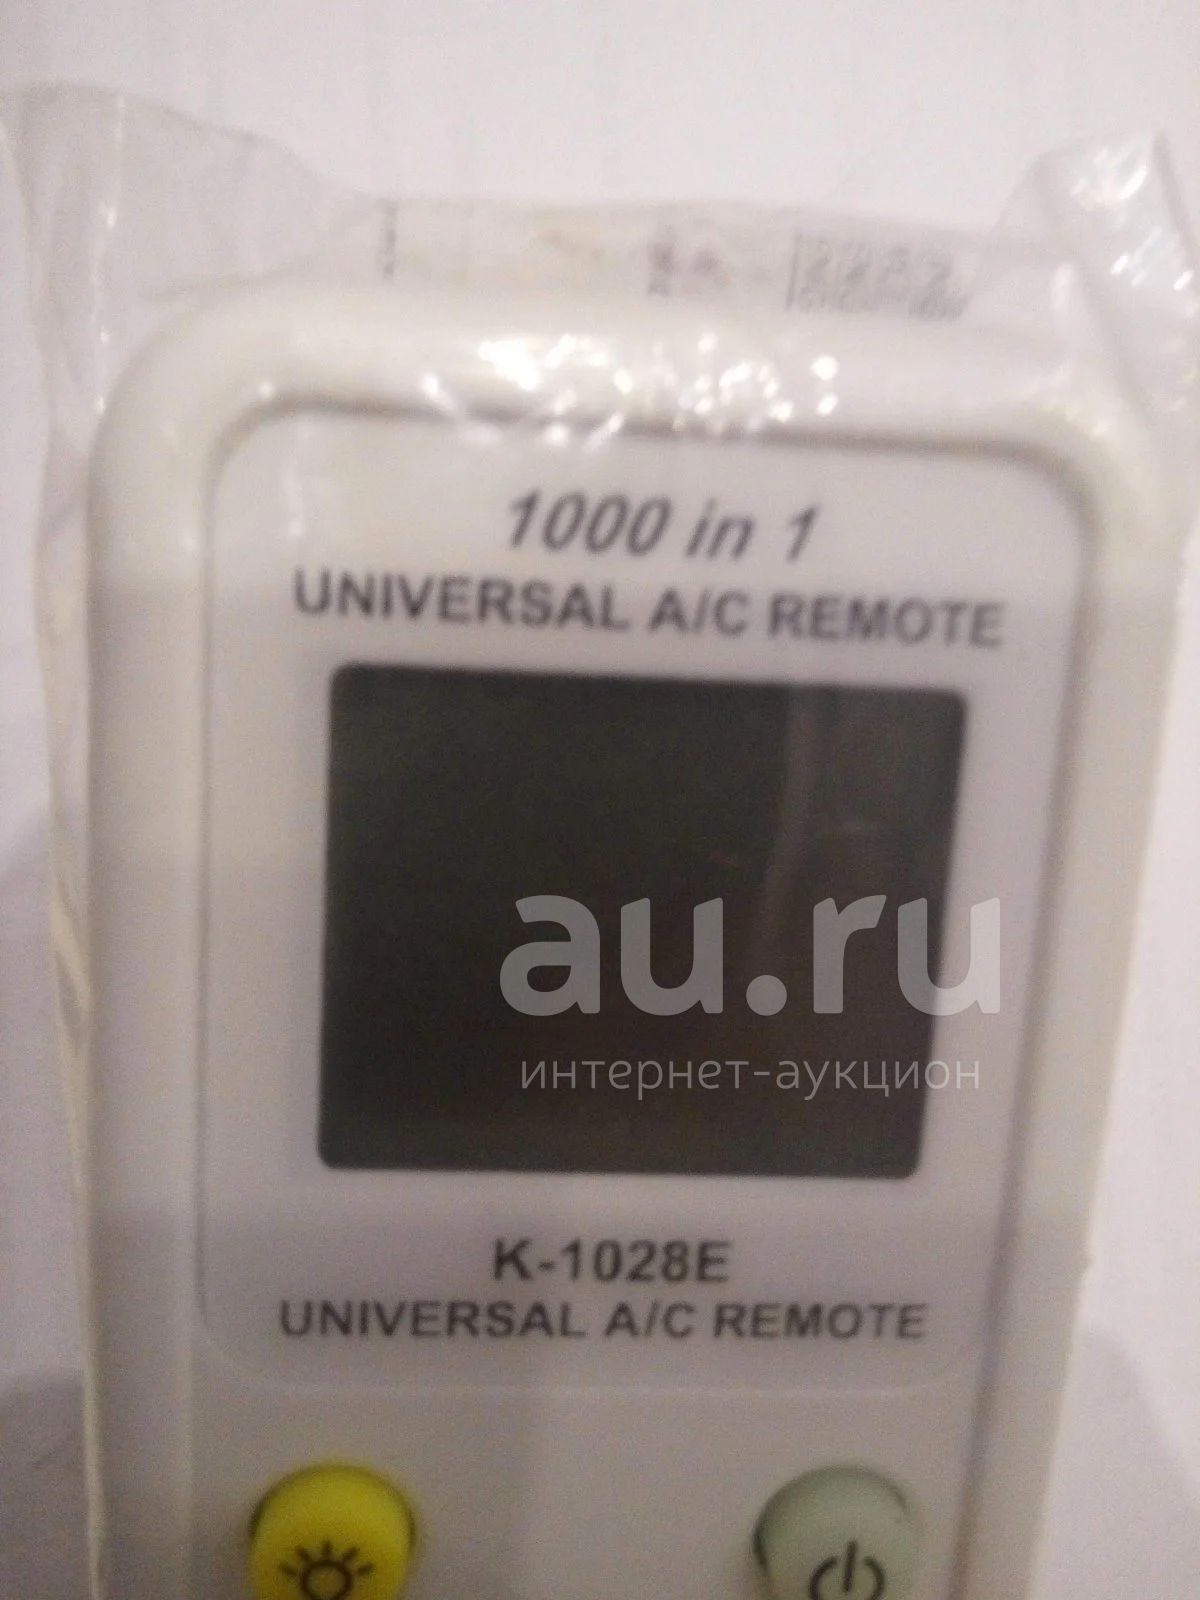 1000 in 1
UNIVERSAL A/C REMOTE
au.ru
интернет-аукцион
K-1028E
UNIVERSAL A/C REMOTE